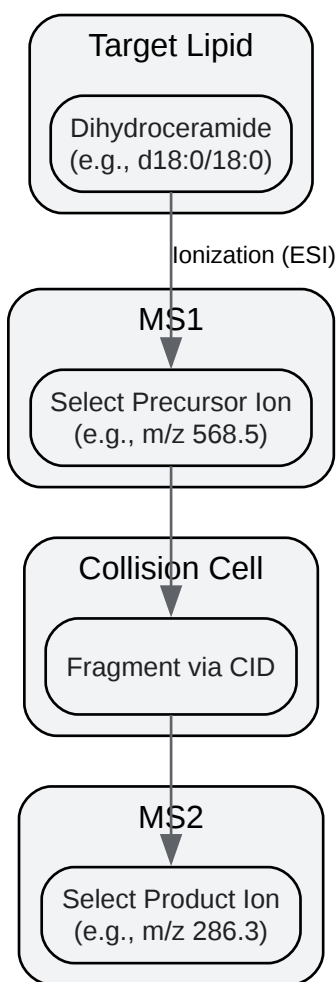 Target Lipid
Dihydroceramide
(e.g., d18:0/18:0)
Ionization (ESI)
MS1
Select Precursor Ion
(e.g., m/z 568.5)
Collision Cell
Fragment via CID
MS2
Select Product Ion
(e.g., m/z 286.3)